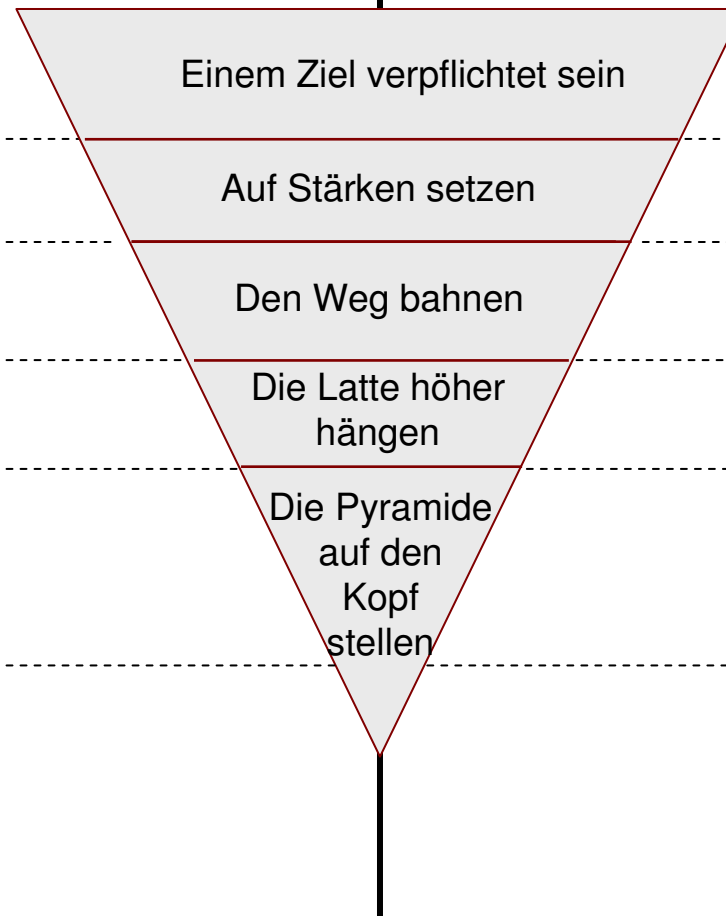 Einem Ziel verpflichtet sein
Auf Stärken setzen
Den Weg bahnen
Die Latte höher
hängen
Die Pyramide
auf den
Kopf
stellen